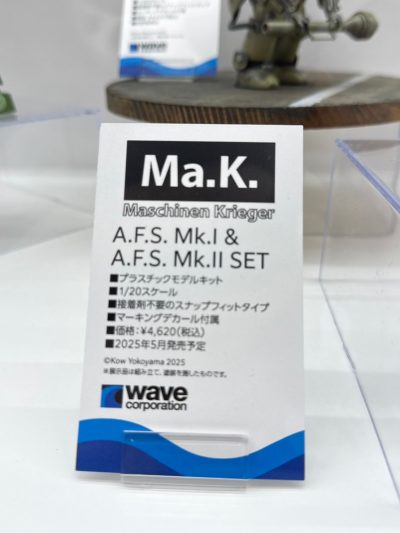 Ma.K.
Maschinen Krieger
A.F.S. Mk.I &
A.F.S. Mk.II SET
■プラスチックモデルキット
■1/20スケール
■接着剤不要のスナップフィットタイプ
■マーキングデカール付属
■価格：¥4,620（税込）
■2025年5月発売予定
©Kow Yokoyama 2025
※展示品は組み立て、塗装を施したものです。
wave
corporation
wave
corporation